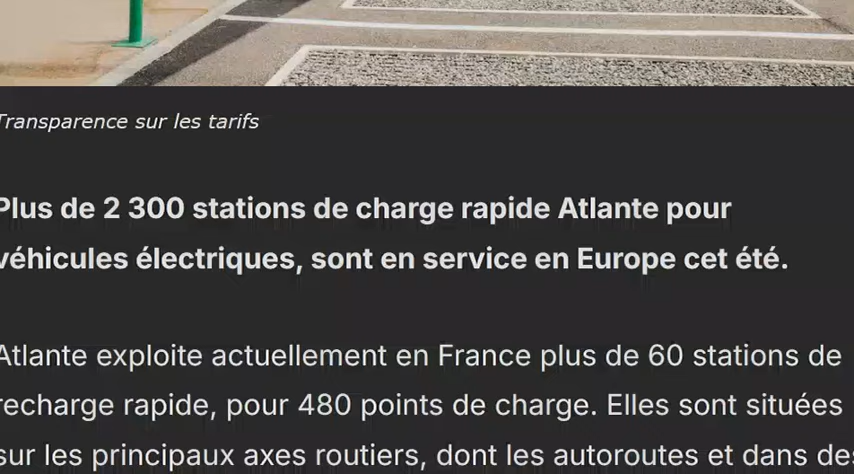 Transparence sur les tarifs
Plus de 2 300 stations de charge rapide Atlante pour
véhicules électriques, sont en service en Europe cet été.
Atlante exploite actuellement en France plus de 60 stations de
recharge rapide, pour 480 points de charge. Elles sont situées
sur les principaux axes routiers, dont les autoroutes et dans des